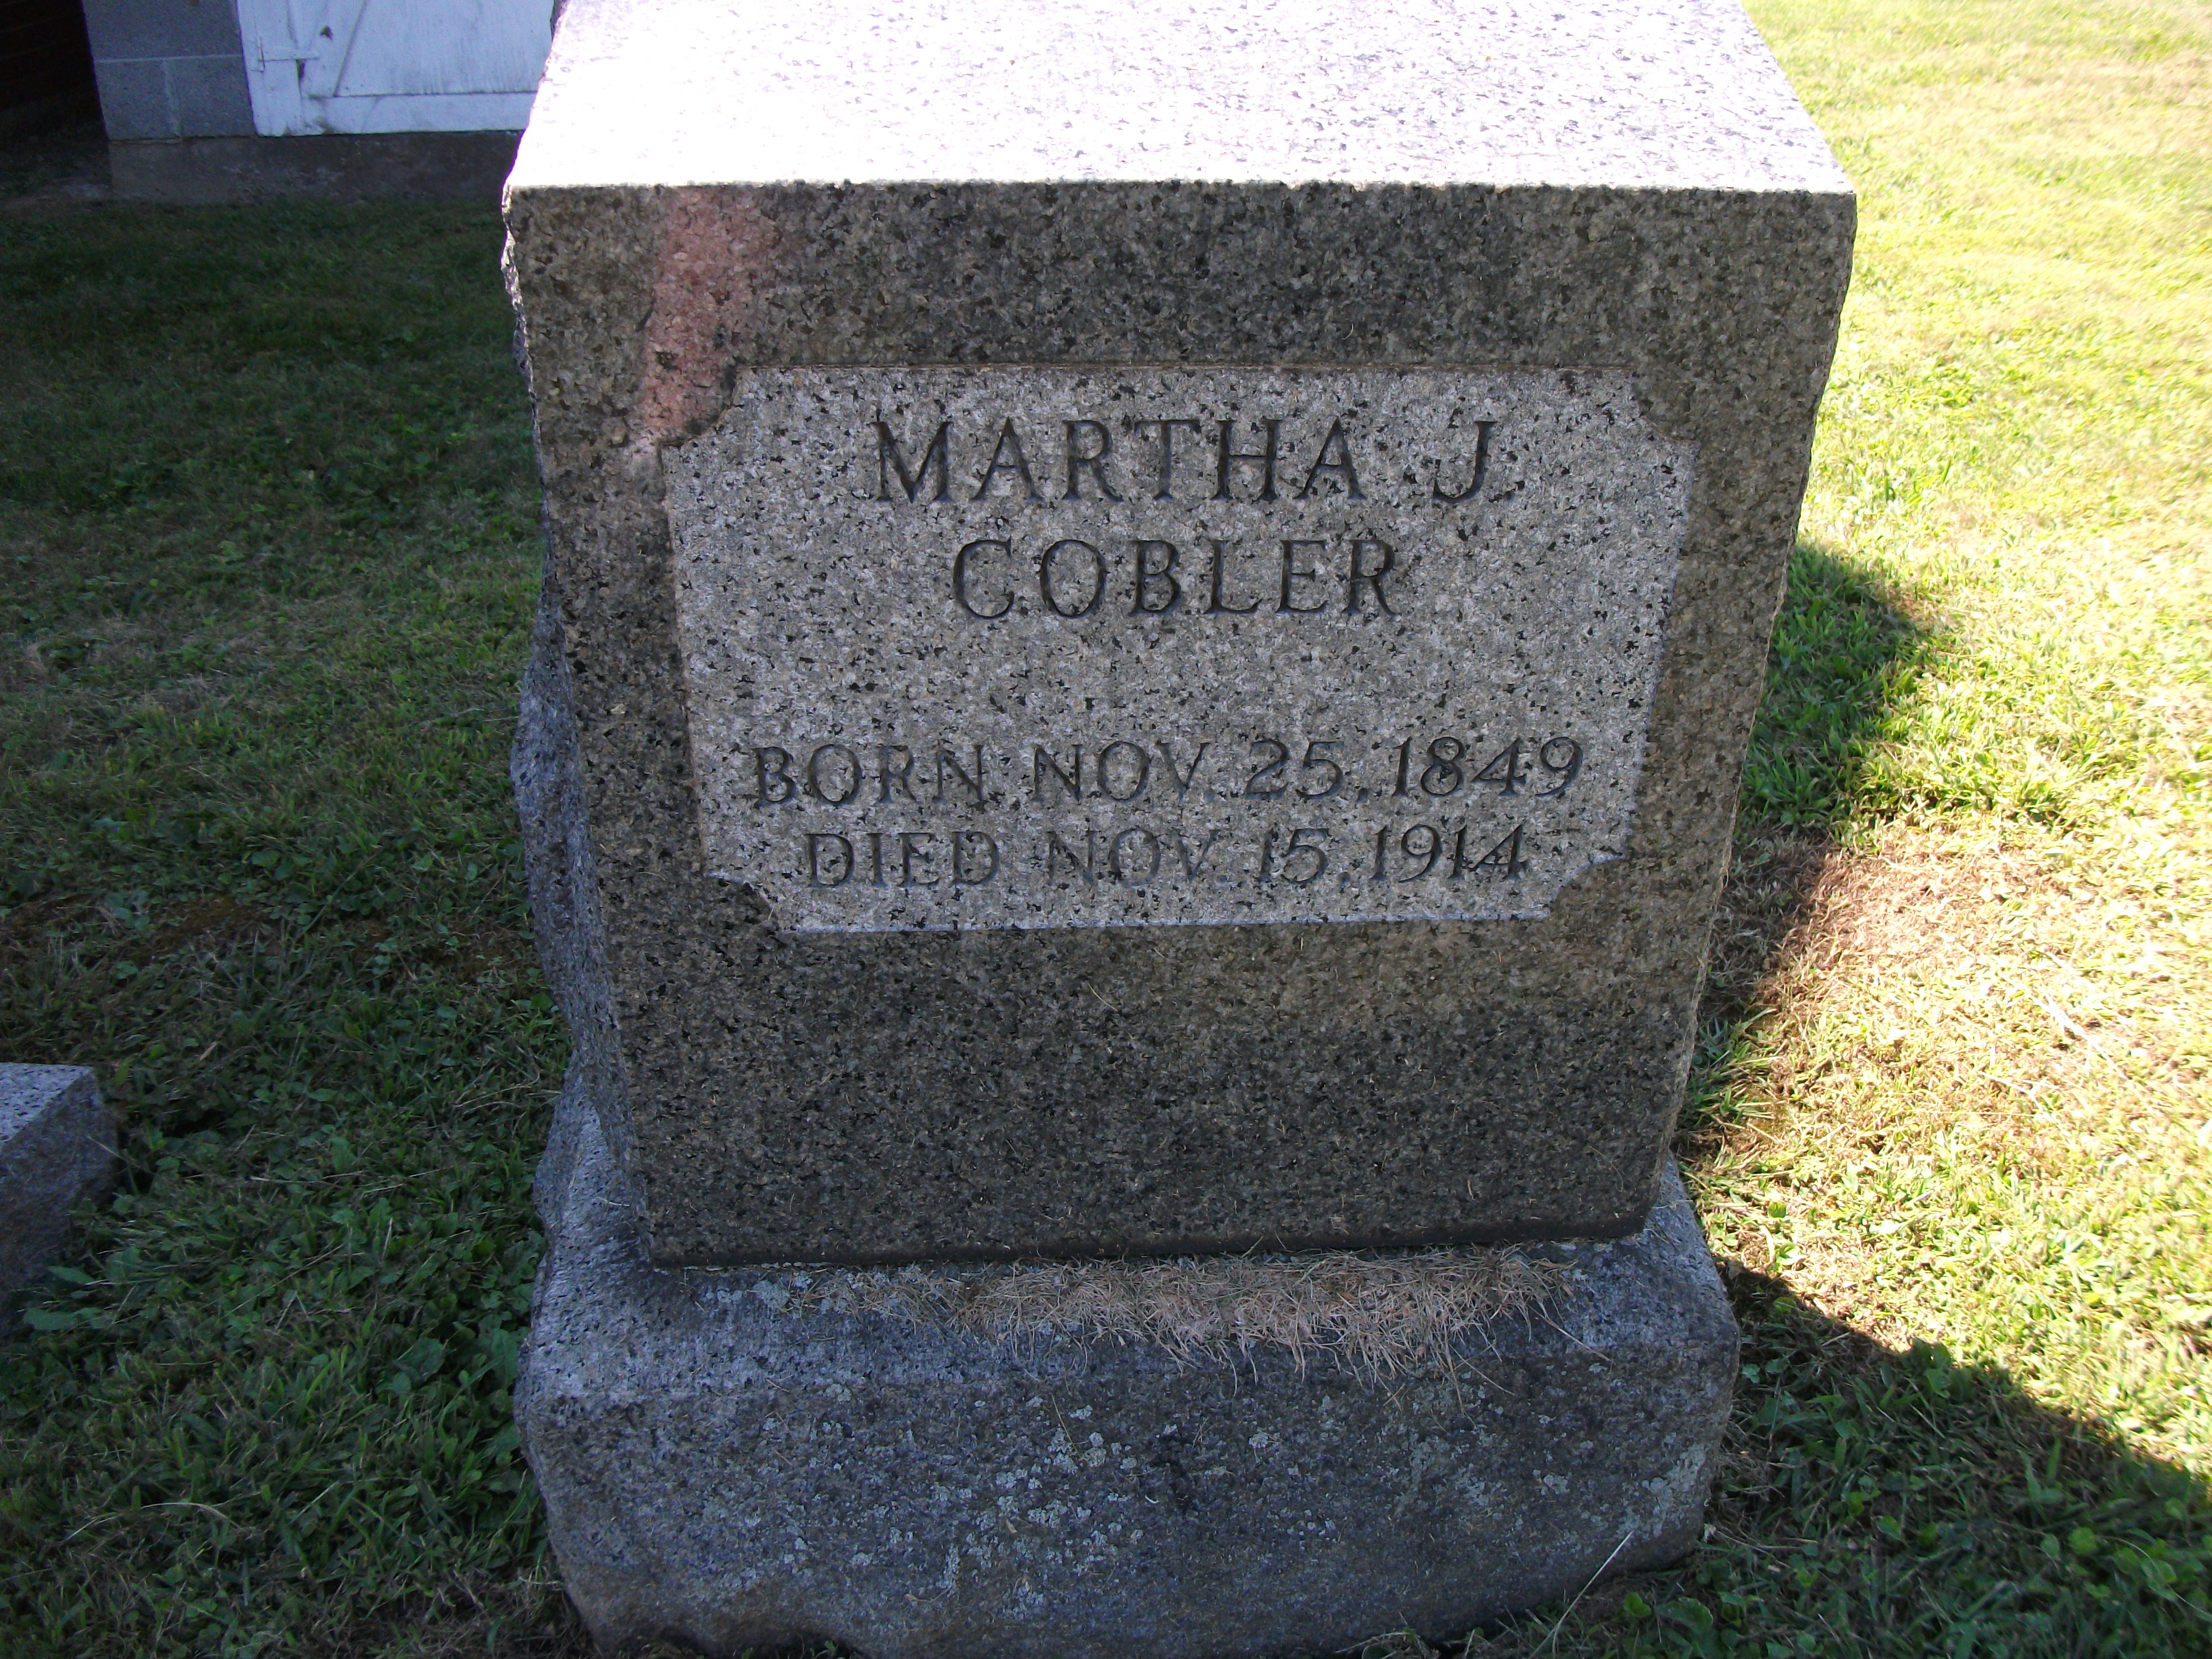 MARTHA J.
COBLER
BORN NOV. 25, 1849
DIED NOV. 15, 1914